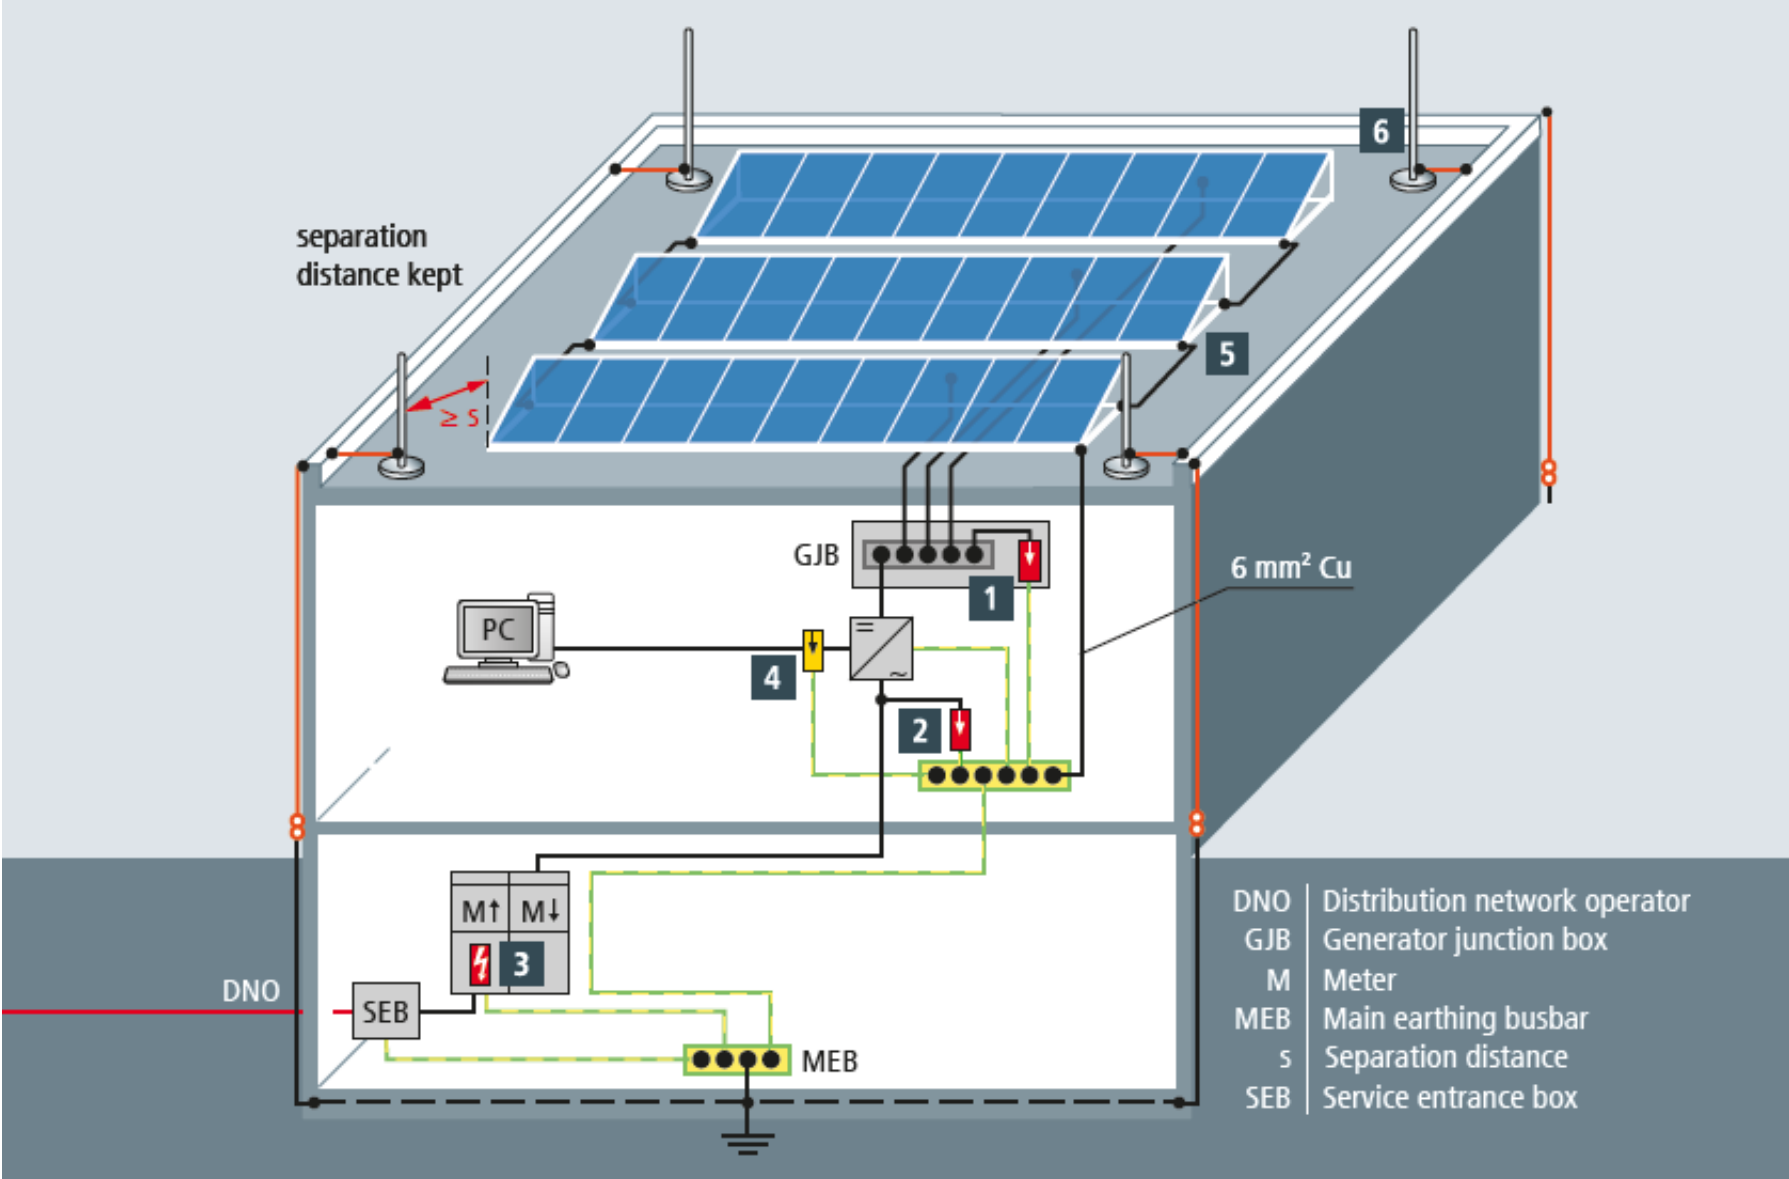 6
separation
distance kept
5
≥ s
GJB
1
6 mm² Cu
PC
4
=
~
2
M↑ M↓
3
DNO
SEB
MEB
DNO Distribution network operator
GJB Generator junction box
M Meter
MEB Main earthing busbar
s Separation distance
SEB Service entrance box